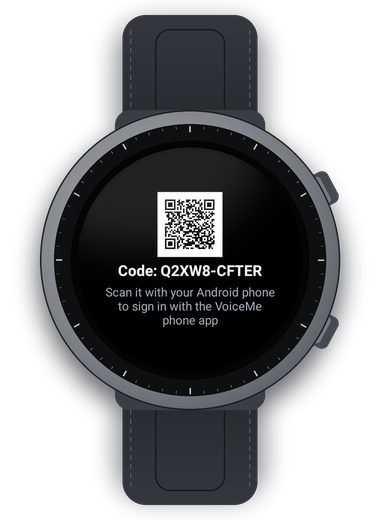 Code: Q2XW8-CFTER
Scan it with your Android phone
to sign in with the VoiceMe
phone app